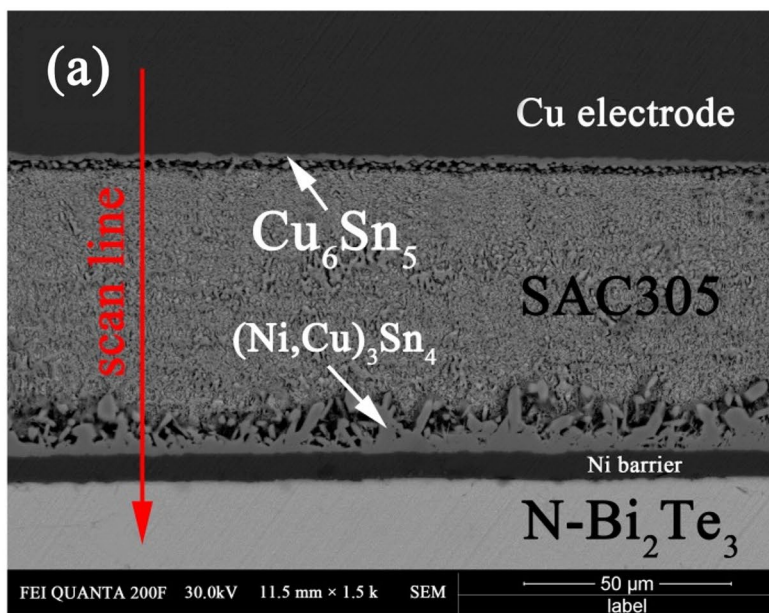 (a)
Cu electrode
scan line
Cu₆Sn₅
SAC305
(Ni,Cu)₃Sn₄
Ni barrier
N-Bi₂Te₃
FEI QUANTA 200F 30.0kV 11.5 mm × 1.5 k SEM
50 μm
label